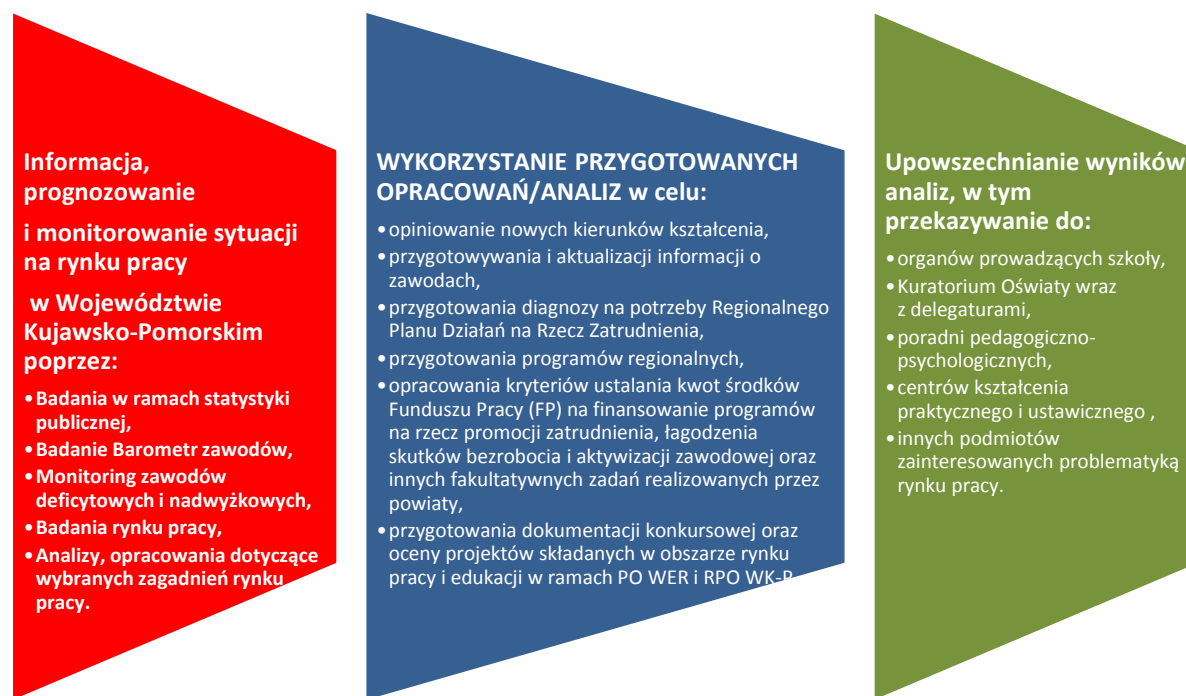 Informacja,
prognozowanie
i monitorowanie sytuacji
na rynku pracy
w Województwie
Kujawsko-Pomorskim
poprzez:
•Badania w ramach statystyki
publicznej,
•Badanie Barometr zawodów,
•Monitoring zawodów
deficytowych i nadwyżkowych,
•Badania rynku pracy,
•Analizy, opracowania dotyczące
wybranych zagadnień rynku
pracy.
WYKORZYSTANIE PRZYGOTOWANYCH
OPRACOWAŃ/ANALIZ w celu:
•opiniowanie nowych kierunków kształcenia,
•przygotowywania i aktualizacji informacji o
zawodach,
•przygotowania diagnozy na potrzeby Regionalnego
Planu Działań na Rzecz Zatrudnienia,
•przygotowania programów regionalnych,
•opracowania kryteriów ustalania kwot środków
Funduszu Pracy (FP) na finansowanie programów
na rzecz promocji zatrudnienia, łagodzenia
skutków bezrobocia i aktywizacji zawodowej oraz
innych fakultatywnych zadań realizowanych przez
powiaty,
•przygotowania dokumentacji konkursowej oraz
oceny projektów składanych w obszarze rynku
pracy i edukacji w ramach PO WER i RPO WK-P
Upowszechnianie wyników
analiz, w tym
przekazywanie do:
•organów prowadzących szkoły,
•Kuratorium Oświaty wraz
z delegaturami,
•poradni pedagogiczno-
psychologicznych,
•centrów kształcenia
praktycznego i ustawicznego ,
•innych podmiotów
zainteresowanych problematyką
rynku pracy.